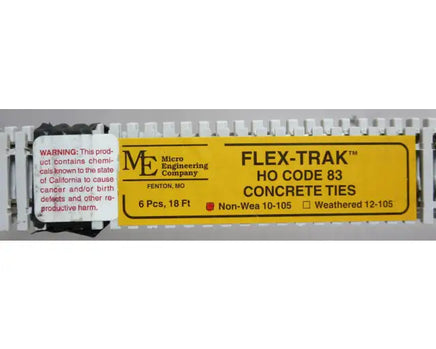 WARNING: This prod-
uct contains chemi-
cals known to the state
of California to cause
cancer and/or birth
defects and other re-
productive harm.
ME Micro
Engineering
Company
FENTON, MO
6 Pcs, 18 Ft
FLEX-TRAK™
HO CODE 83
CONCRETE TIES
Non-Wea 10-105 Weathered 12-105